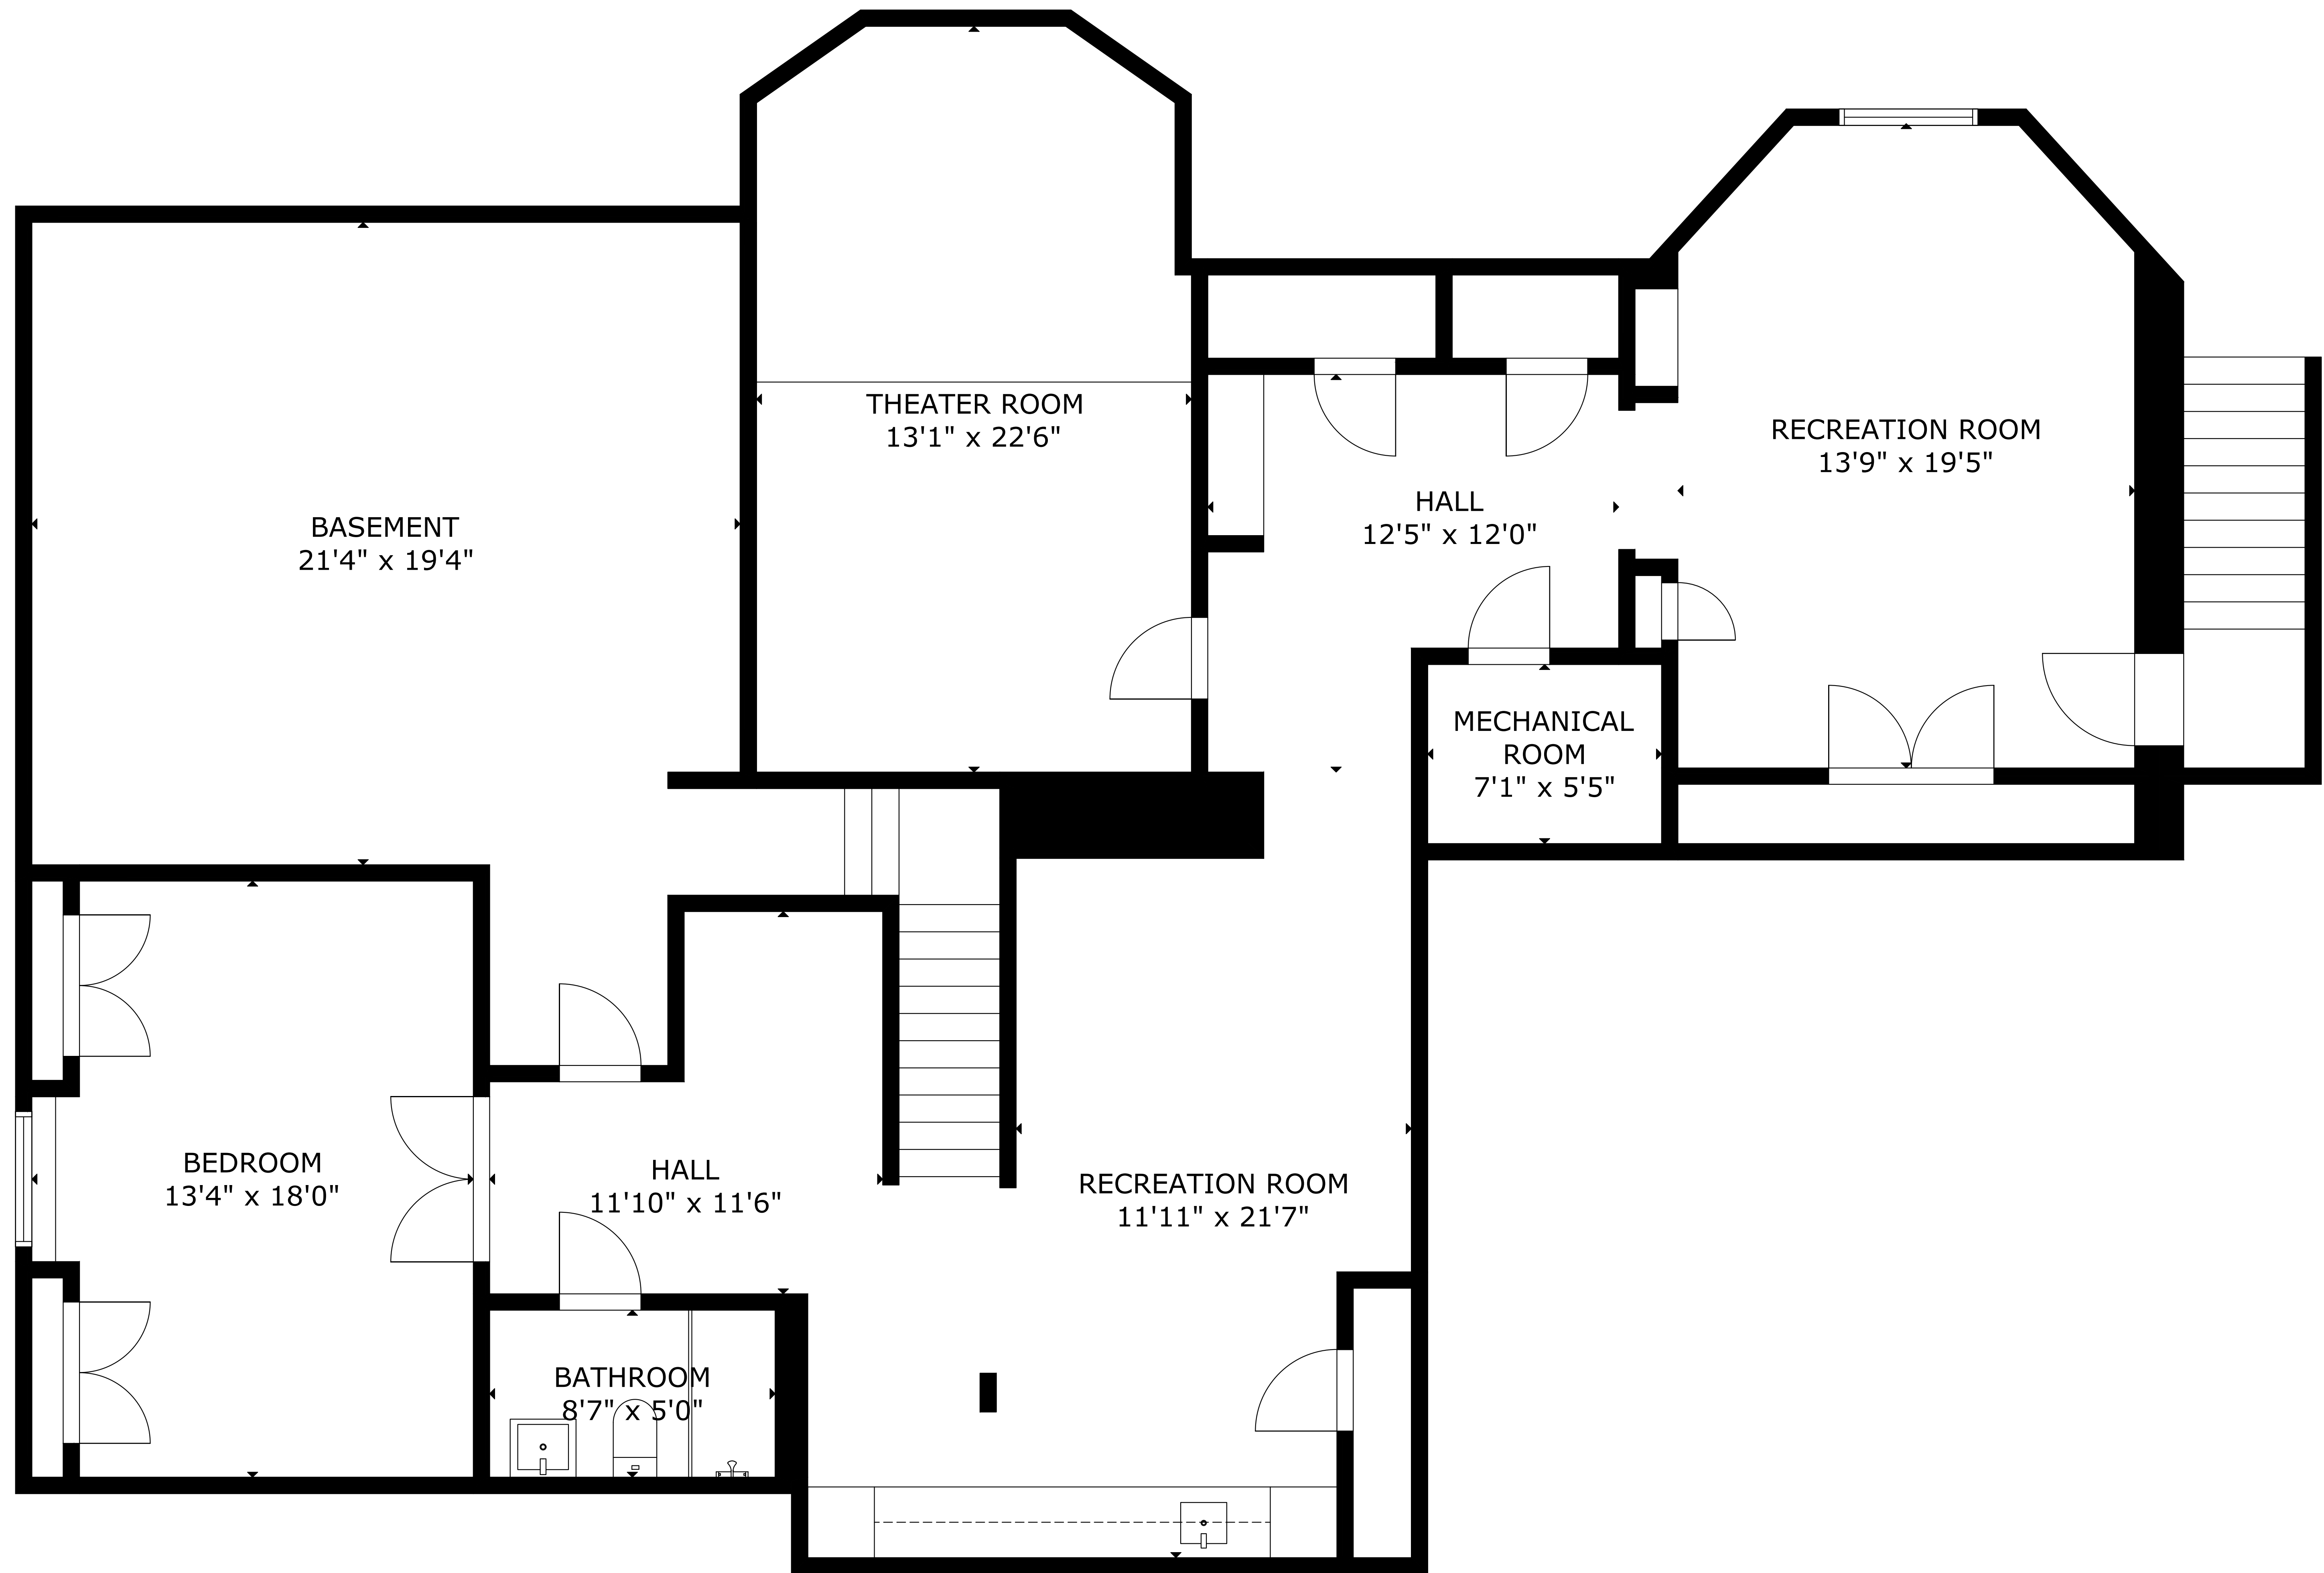 THEATER ROOM
13'1" x 22'6"
RECREATION ROOM
13'9" x 19'5"
HALL
12'5" x 12'0"
BASEMENT
21'4" x 19'4"
MECHANICAL
ROOM
7'1" x 5'5"
BEDROOM
13'4" x 18'0"
HALL
11'10" x 11'6"
RECREATION ROOM
11'11" x 21'7"
BATHROOM
8'7" x 5'0"